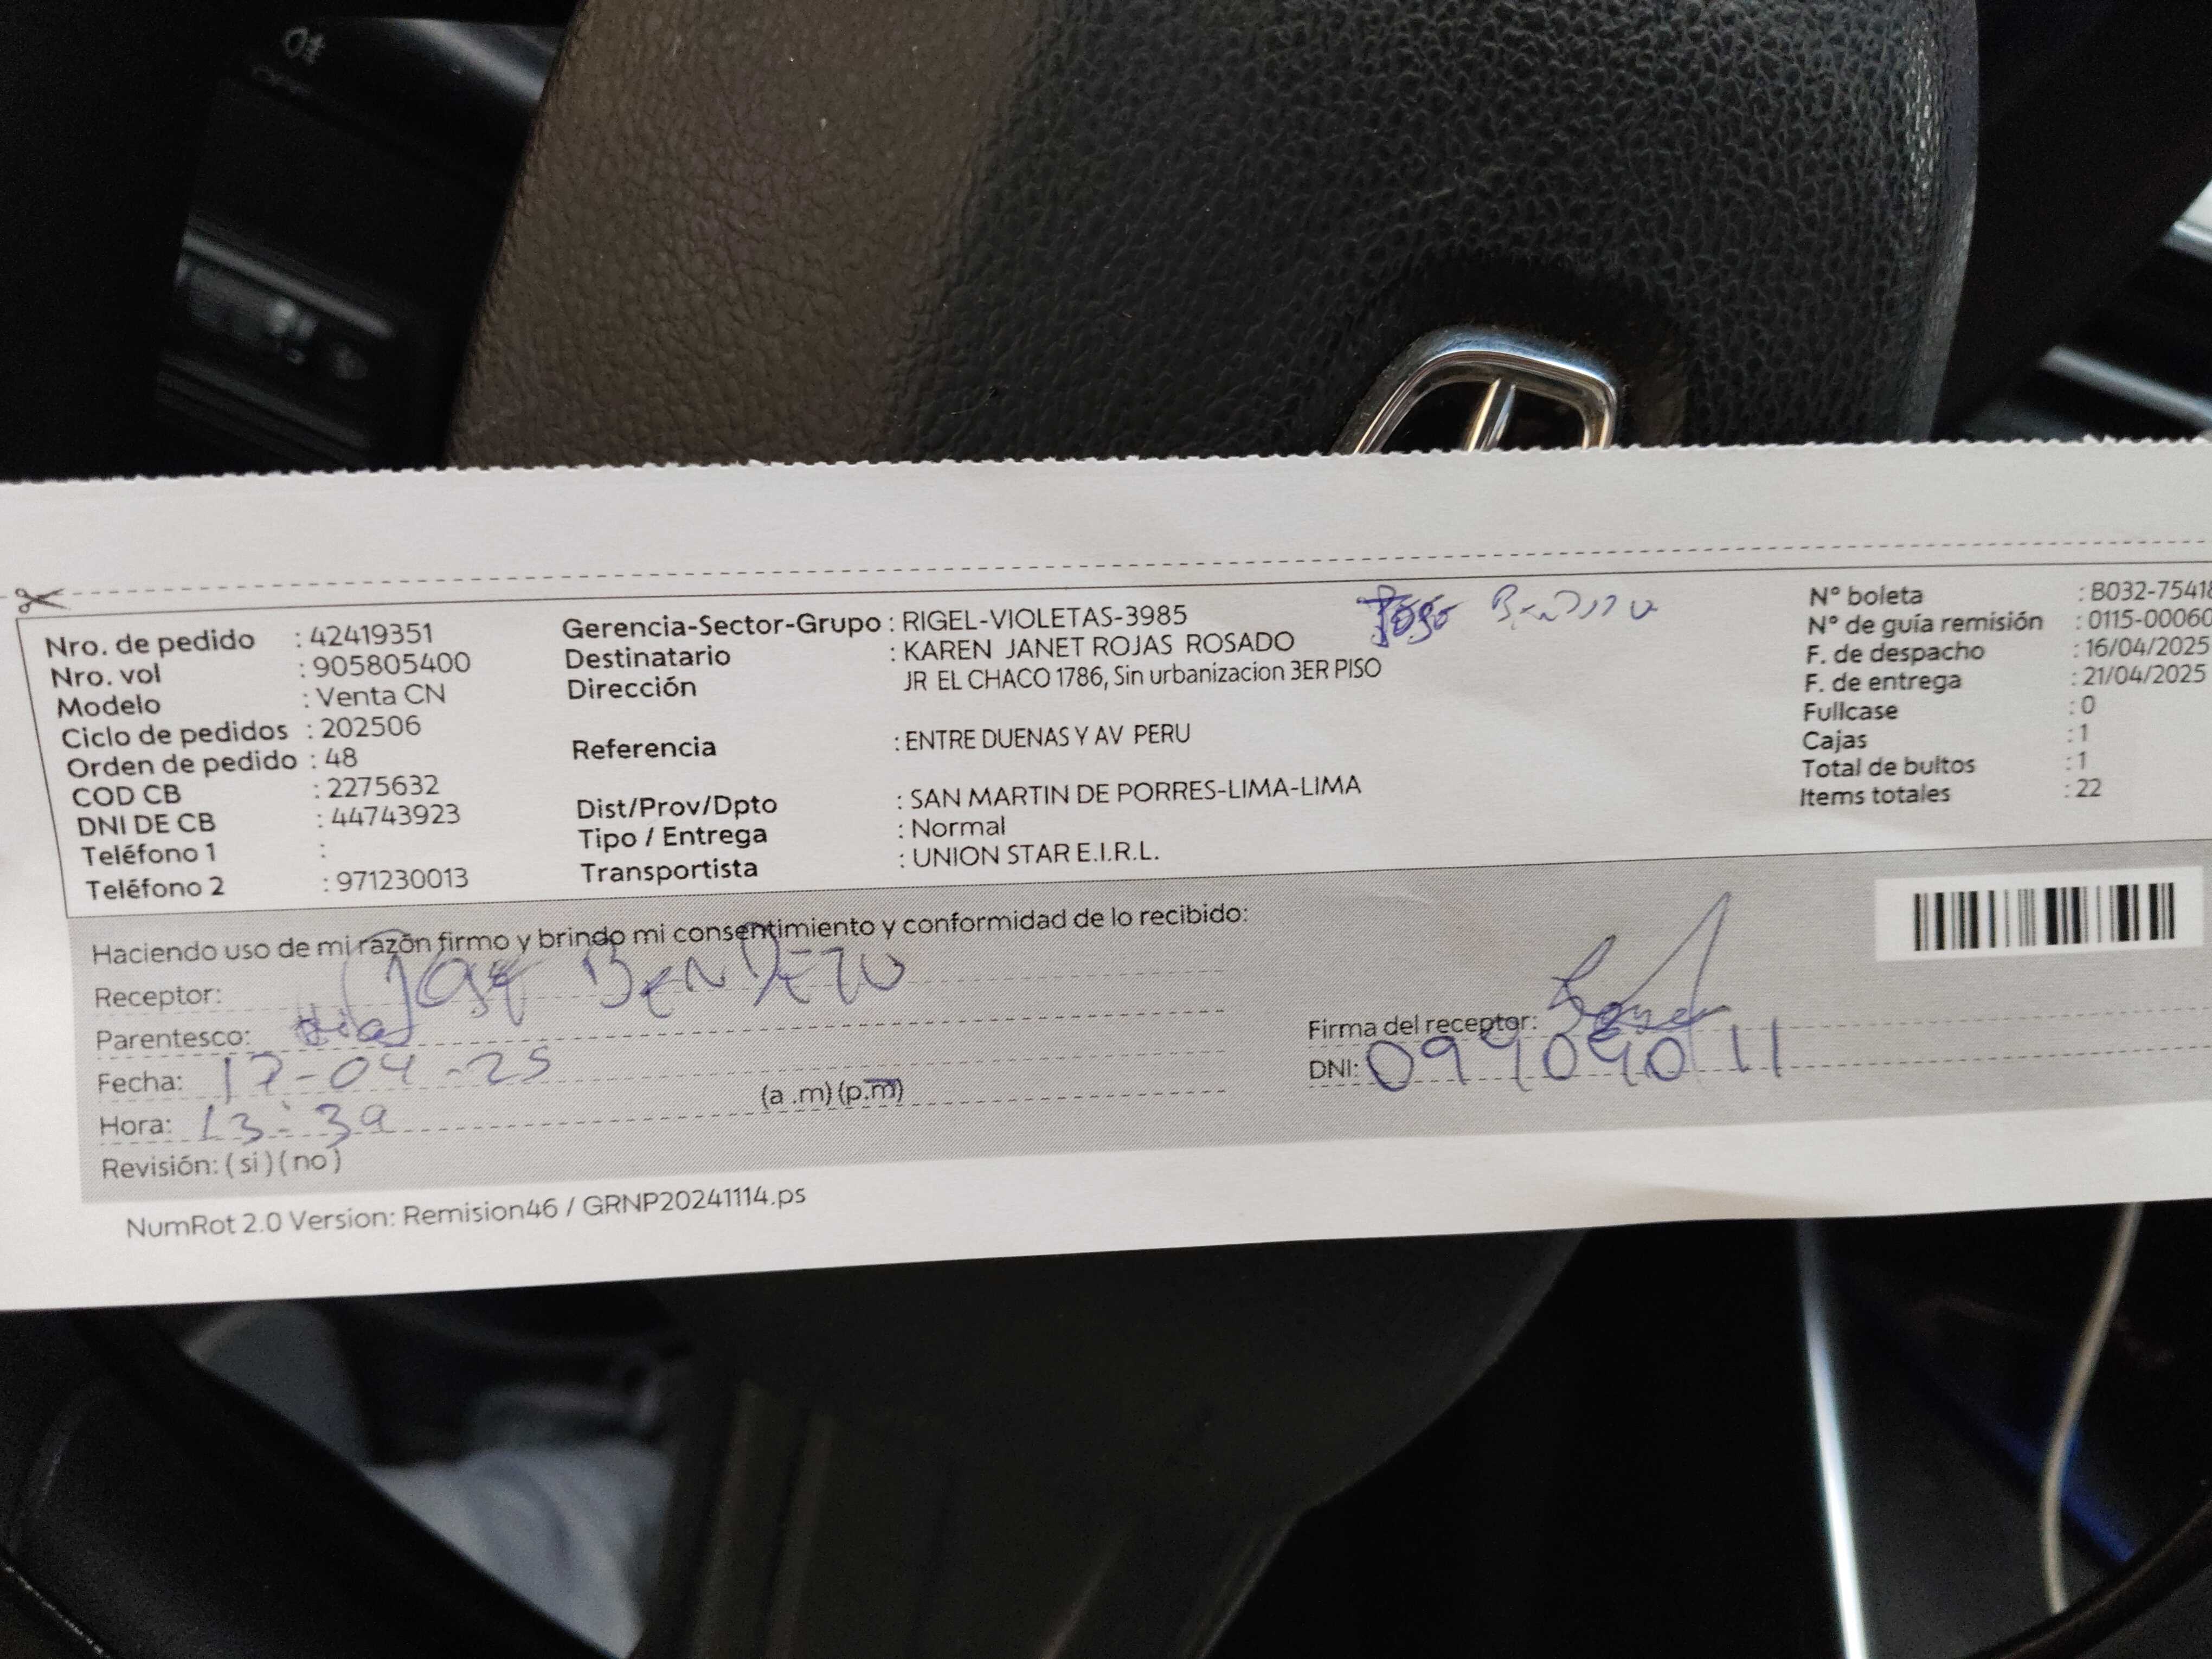 Nro. de pedido : 42419351
Nro. vol : 905805400
Modelo : Venta CN
Ciclo de pedidos : 202506
Orden de pedido : 48
COD CB : 2275632
DNI DE CB : 44743923
Teléfono 1 :
Teléfono 2 : 971230013
Gerencia-Sector-Grupo : RIGEL-VIOLETAS-3985
Destinatario : KAREN JANET ROJAS ROSADO
Dirección JR EL CHACO 1786, Sin urbanizacion 3ER PISO
Referencia : ENTRE DUENAS Y AV PERU
Dist/Prov/Dpto : SAN MARTIN DE PORRES-LIMA-LIMA
Tipo / Entrega : Normal
Transportista : UNION STAR E.I.R.L.
N° boleta : B032-75418
N° de guía remisión : 0115-00060
F. de despacho : 16/04/2025
F. de entrega : 21/04/2025
Fullcase : 0
Cajas : 1
Total de bultos : 1
Items totales : 22
Haciendo uso de mi razón firmo y brindo mi consentimiento y conformidad de lo recibido:
Receptor: José
Parentesco:
Fecha: 17-04-25
Hora: 13:39 (a .m) (p.m)
Revisión: (si) (no)
Firma del receptor:
DNI:
NumRot 2.0 Version: Remision46 / GRNP20241114.ps